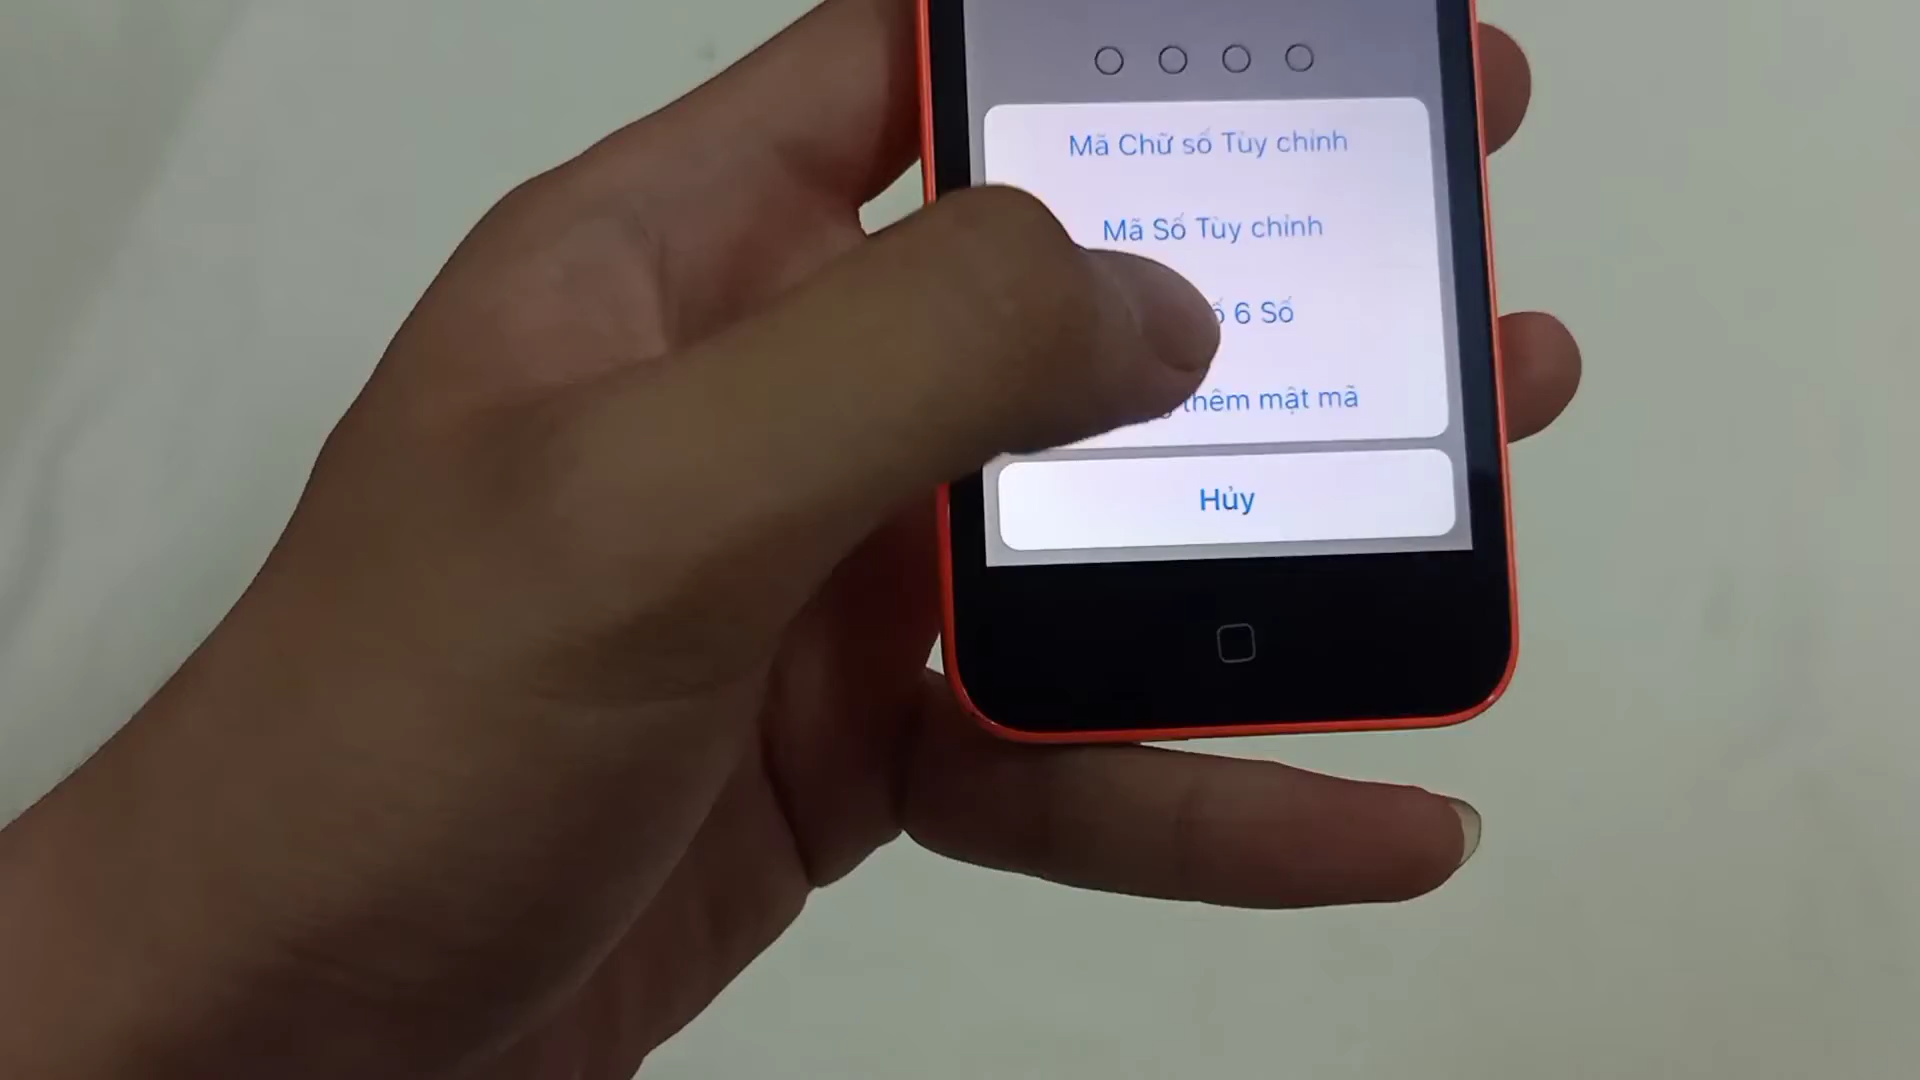 Mã Chữ số Tùy chỉnh
Mã Số Tùy chỉnh
6 Số
thêm mật mã
Hủy